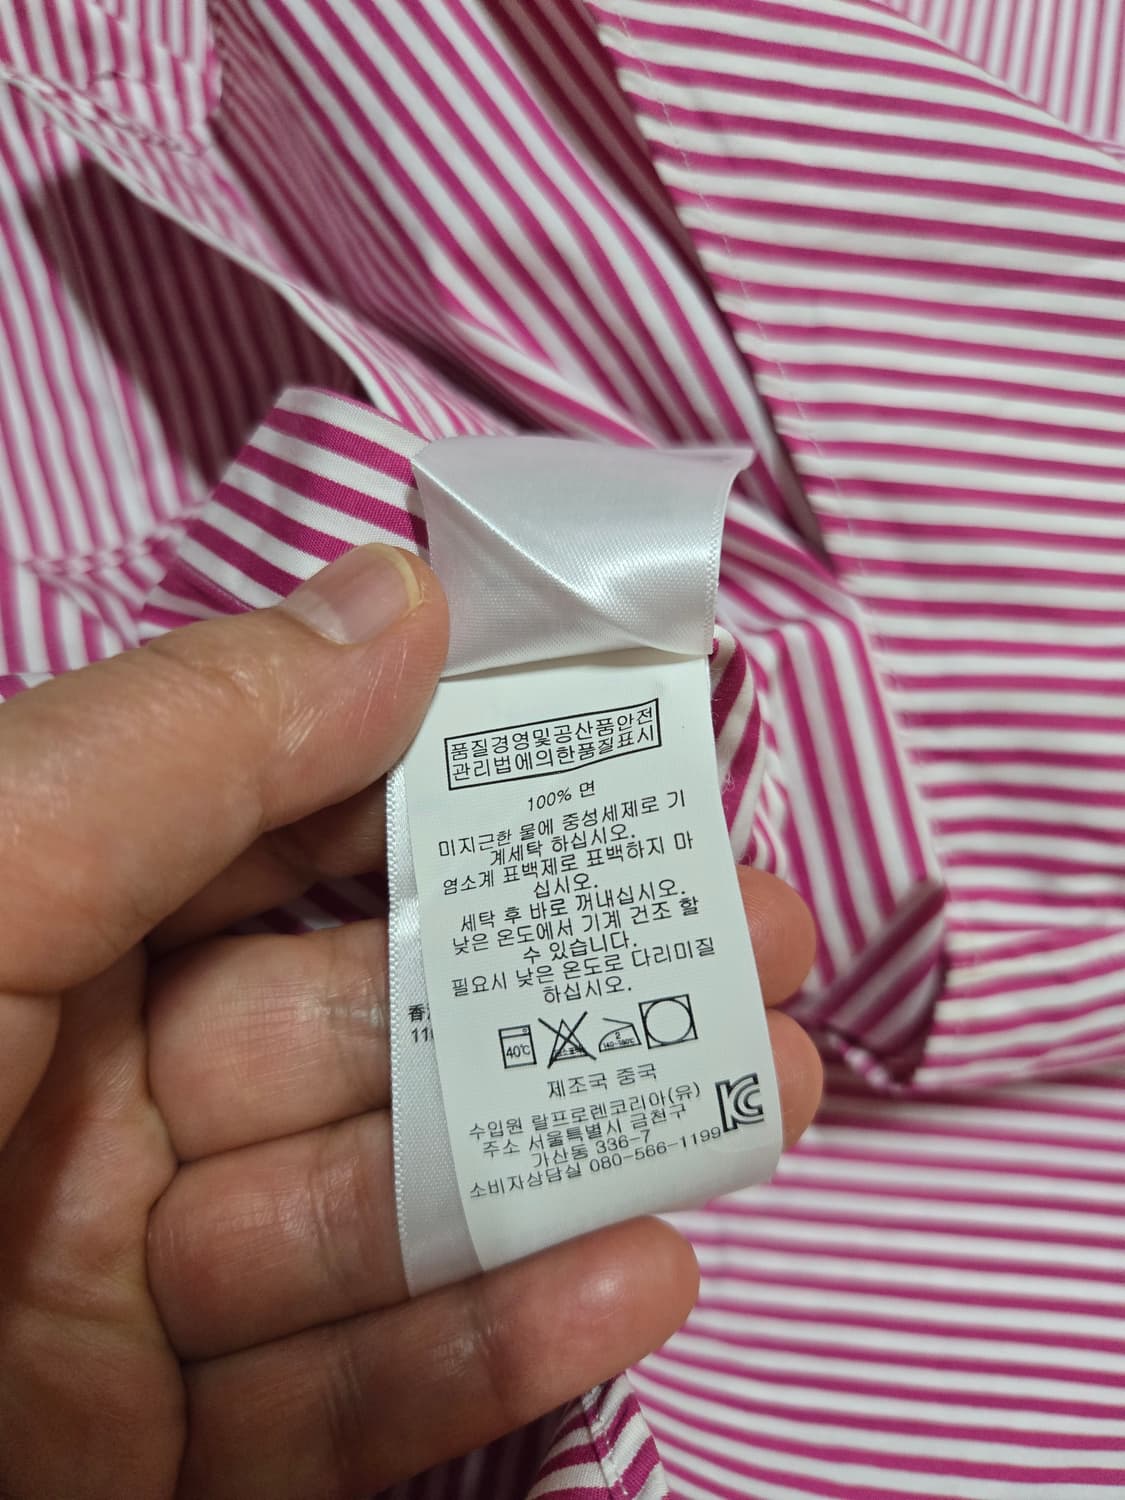 품질경영및공산품안전
관리법에의한품질표시
100% 면
미지근한 물에 중성세제로 기
계세탁 하십시오.
염소계 표백제로 표백하지 마
십시오.
세탁 후 바로 꺼내십시오.
낮은 온도에서 기계 건조 할
수 있습니다.
필요시 낮은 온도로 다리미질
하십시오.
40℃
제조국 중국
수입원 랄프로렌코리아(유)
주소 서울특별시 금천구
가산동 336-7
소비자상담실 080-566-1199
香